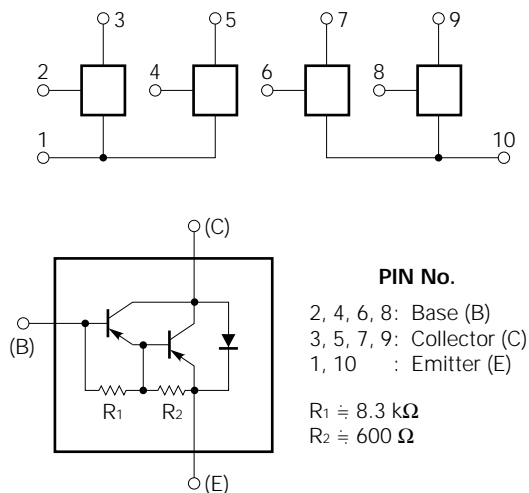 3 5 7 9
2 4 6 8
1 10
(C)
(B)
R1 R2
(E)
PIN No.
2, 4, 6, 8: Base (B)
3, 5, 7, 9: Collector (C)
1, 10 : Emitter (E)
R1 ≒ 8.3 kΩ
R2 ≒ 600 Ω